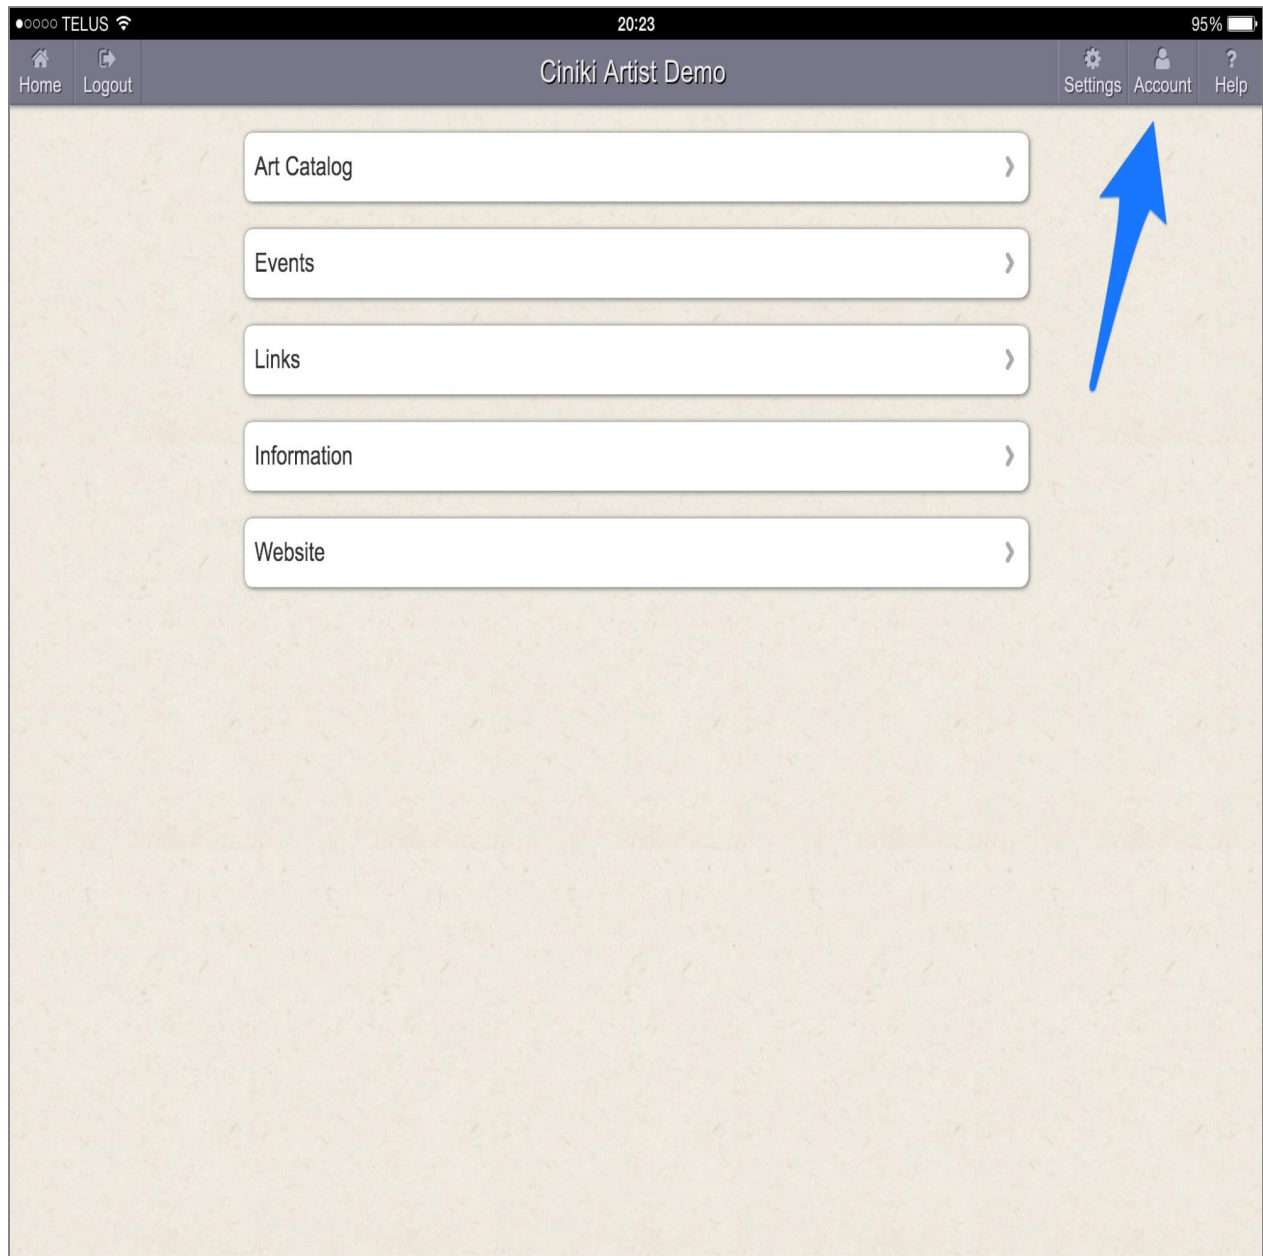 TELUS 20:23 95%
Home Logout Ciniki Artist Demo Settings Account ? Help
Art Catalog
Events
Links
Information
Website